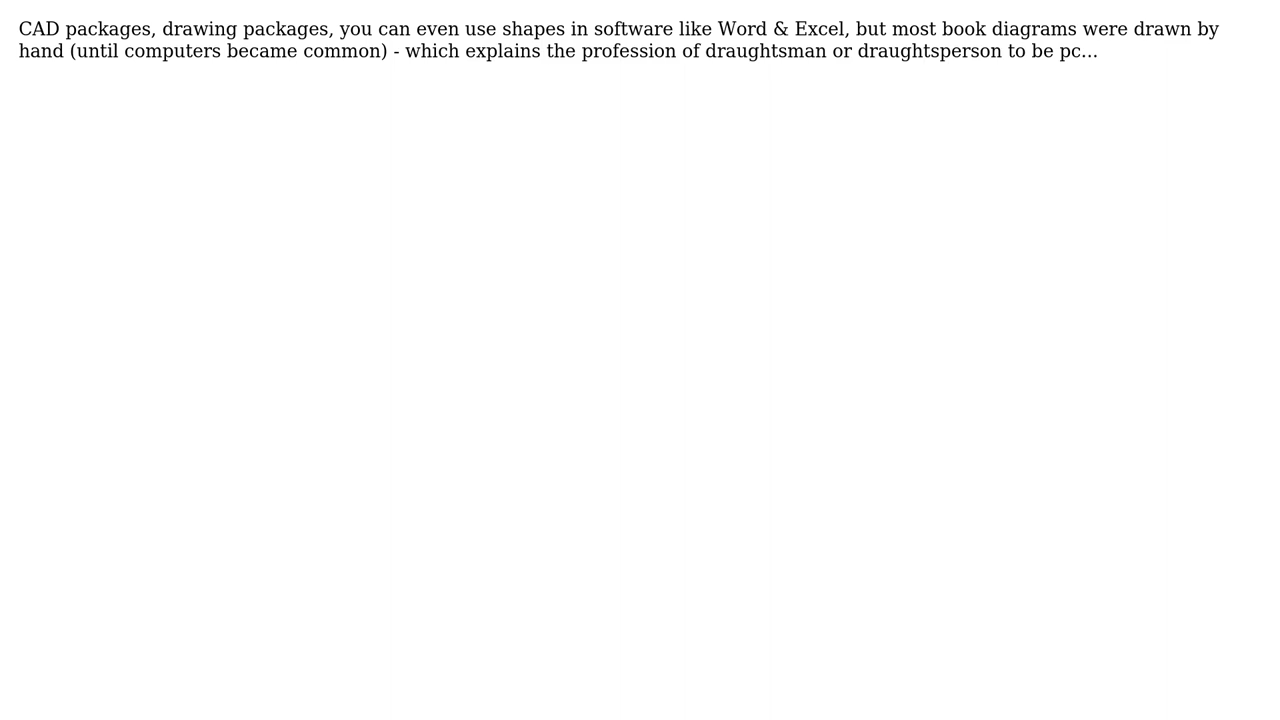 CAD packages, drawing packages, you can even use shapes in software like Word & Excel, but most book diagrams were drawn by
hand (until computers became common) - which explains the profession of draughtsman or draughtsperson to be pc...